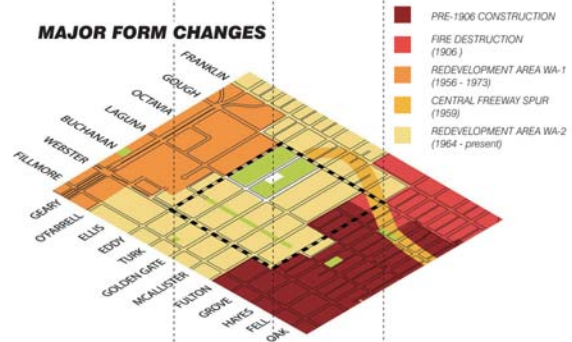 MAJOR FORM CHANGES
PRE-1906 CONSTRUCTION
FIRE DESTRUCTION
(1906 )
REDEVELOPMENT AREA WA-1
(1956 - 1973)
CENTRAL FREEWAY SPUR
(1959)
REDEVELOPMENT AREA WA-2
(1964 - present)
FRANKLIN
GOUGH
OCTAVIA
LAGUNA
BUCHANAN
WEBSTER
FILLMORE
GEARY
O'FARRELL
ELLIS
EDDY
TURK
GOLDEN GATE
MCALLISTER
FULTON
GROVE
HAYES
FELL
OAK